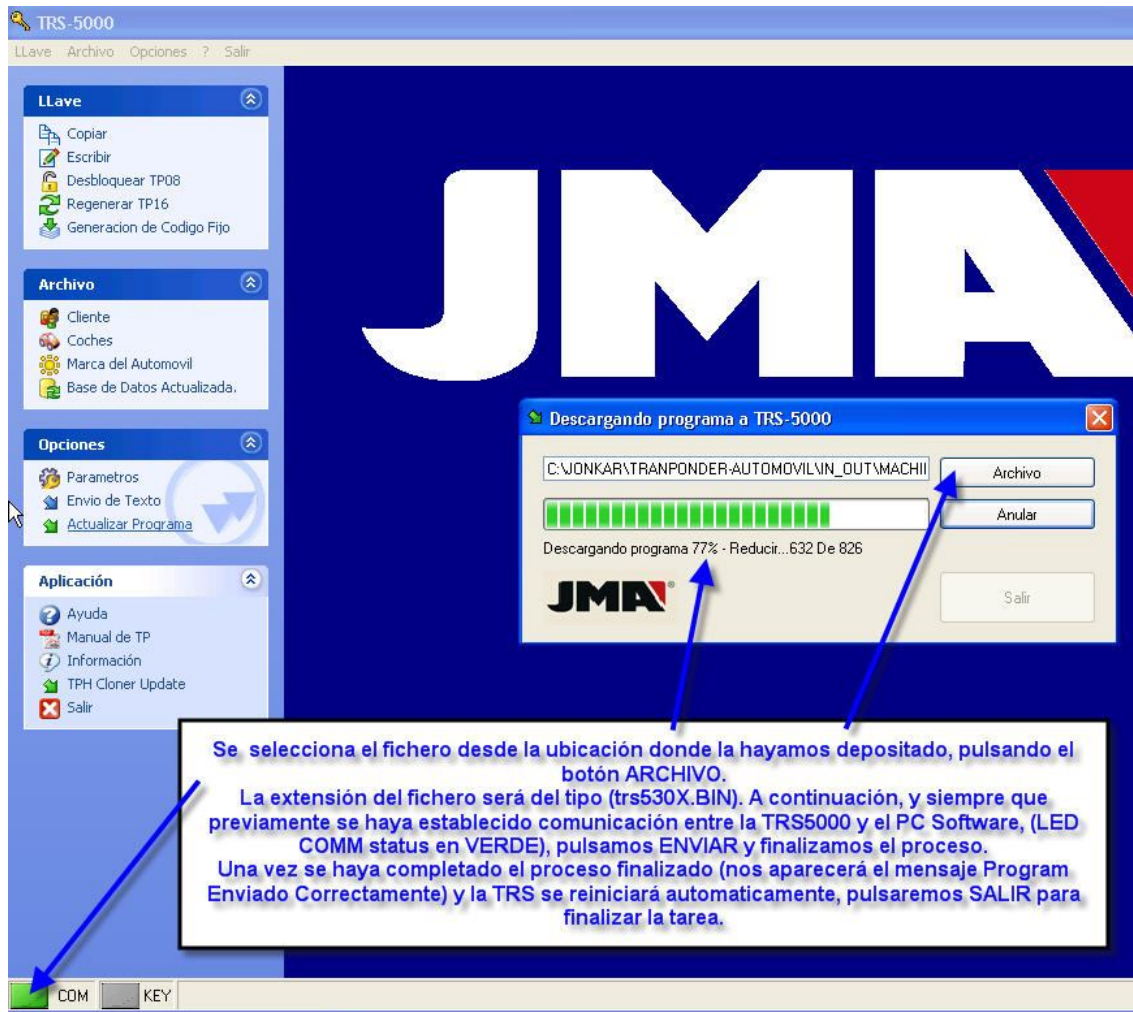 TRS-5000
LLave Archivo Opciones ? Salir
LLave
Copiar
Escribir
Desbloquear TP08
Regenerar TP16
Generacion de Codigo Fijo
Archivo
Cliente
Coches
Marca del Automovil
Base de Datos Actualizada.
Opciones
Parametros
Envio de Texto
Actualizar Programa
Aplicación
Ayuda
Manual de TP
Información
TPH Cloner Update
Salir
JMA
Descargando programa a TRS-5000
C:\JONKAR\TRANPONDER-AUTOMOVIL\IN_OUT\MACHII
Archivo
Anular
Descargando programa 77% - Reducir...632 De 826
JMA
Salir
Se selecciona el fichero desde la ubicación donde la hayamos depositado, pulsando el
botón ARCHIVO.
La extensión del fichero será del tipo (trs530X.BIN). A continuación, y siempre que
previamente se haya establecido comunicación entre la TRS5000 y el PC Software, (LED
COMM status en VERDE), pulsamos ENVIAR y finalizamos el proceso.
Una vez se haya completado el proceso finalizado (nos aparecerá el mensaje Program
Enviado Correctamente) y la TRS se reiniciará automaticamente, pulsaremos SALIR para
finalizar la tarea.
COM KEY